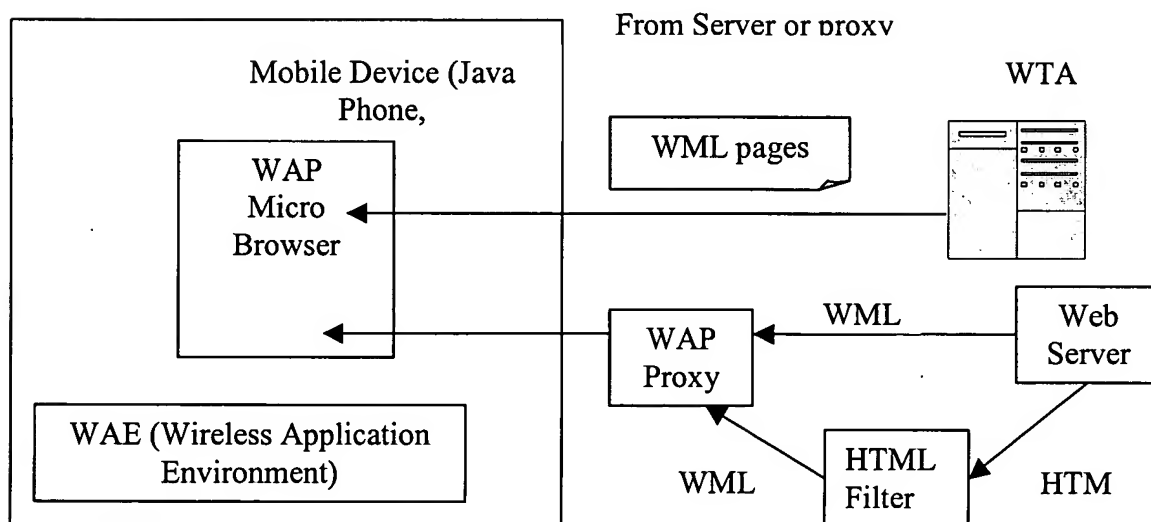 From Server or proxy
Mobile Device (Java
Phone,
WTA
WML pages
WAP
Micro
Browser
WML
Web
Server
WAP
Proxy
WAE (Wireless Application
Environment)
WML
HTML
Filter
HTM